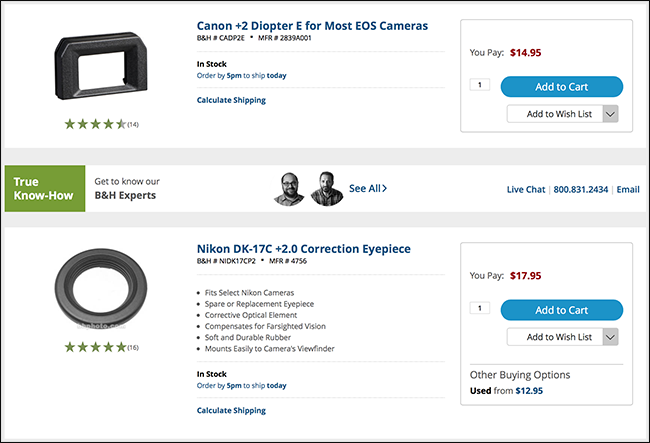 Canon +2 Diopter E for Most EOS Cameras
B&H # CADP2E • MFR # 2839A001
In Stock
Order by 5pm to ship today
Calculate Shipping
(14)
You Pay: $14.95
1
Add to Cart
Add to Wish List
True
Know-How
Get to know our
B&H Experts
See All
Live Chat | 800.831.2434 | Email
Nikon DK-17C +2.0 Correction Eyepiece
B&H # NIDK17CP2 • MFR # 4756
• Fits Select Nikon Cameras
• Spare or Replacement Eyepiece
• Corrective Optical Element
• Compensates for Farsighted Vision
• Soft and Durable Rubber
• Mounts Easily to Camera's Viewfinder
(16)
In Stock
Order by 5pm to ship today
Calculate Shipping
You Pay: $17.95
1
Add to Cart
Add to Wish List
Other Buying Options
Used from $12.95